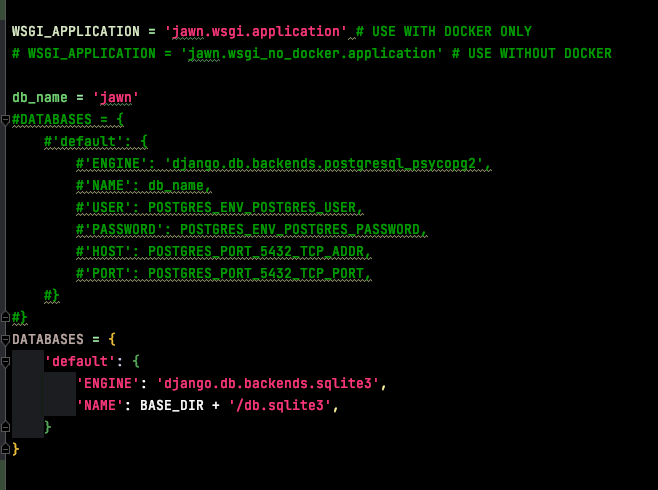 WSGI_APPLICATION = 'jawn.wsgi.application' # USE WITH DOCKER ONLY
# WSGI_APPLICATION = 'jawn.wsgi_no_docker.application' # USE WITHOUT DOCKER
db_name = 'jawn'
#DATABASES = {
#'default': {
#'ENGINE': 'django.db.backends.postgresql_psycopg2',
#'NAME': db_name,
#'USER': POSTGRES_ENV_POSTGRES_USER,
#'PASSWORD': POSTGRES_ENV_POSTGRES_PASSWORD,
#'HOST': POSTGRES_PORT_5432_TCP_ADDR,
#'PORT': POSTGRES_PORT_5432_TCP_PORT,
#}
#}
DATABASES = {
'default': {
'ENGINE': 'django.db.backends.sqlite3',
'NAME': BASE_DIR + '/db.sqlite3',
}
}